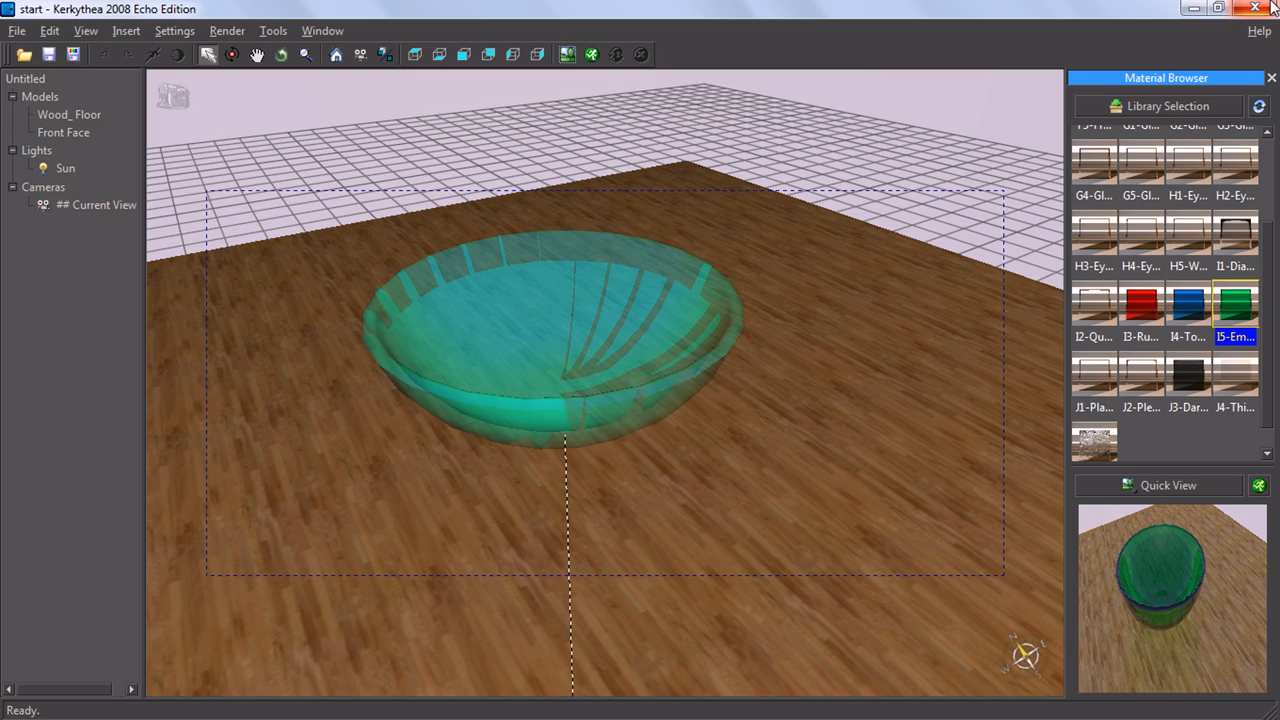 start - Kerkythea 2008 Echo Edition
File Edit View Insert Settings Render Tools Window Help
Untitled
Models
Wood_ Floor
Front Face
Lights
Sun
Cameras
## Current View
Material Browser
Library Selection
G4-Gl... G5-Gl... H1-Ey... H2-Ey...
H3-Ey... H4-Ey... H5-W... I1-Dia...
I2-Qu... I3-Ru... I4-To... I5-Em...
J1-Pla... J2-Ple... J3-Dar... J4-Thi...
Quick View
N E
W S
Ready.